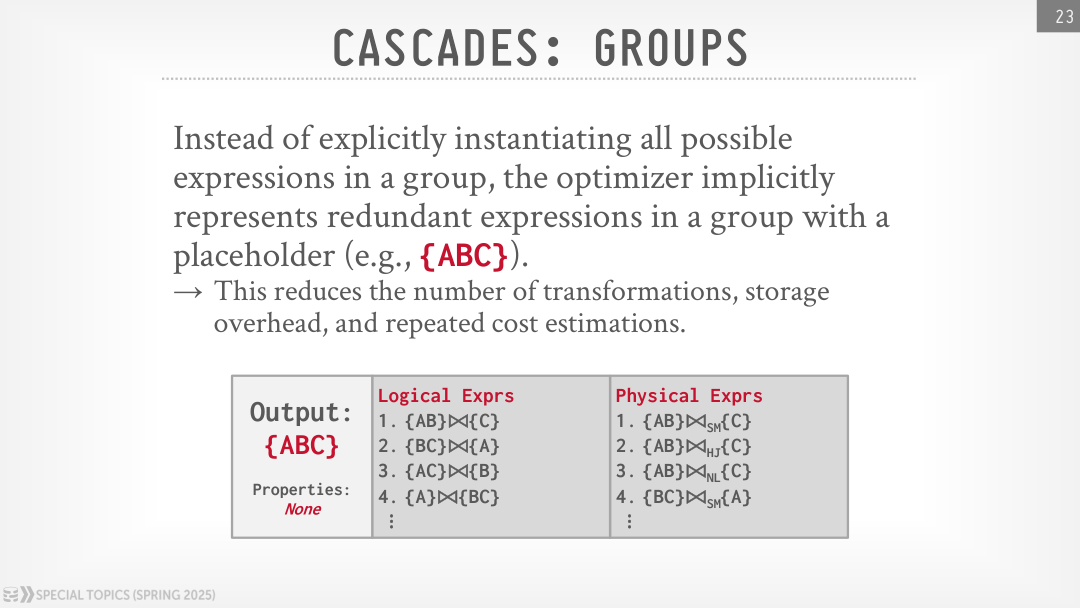 23
CASCADES: GROUPS
Instead of explicitly instantiating all possible
expressions in a group, the optimizer implicitly
represents redundant expressions in a group with a
placeholder (e.g., {ABC}).
→ This reduces the number of transformations, storage
overhead, and repeated cost estimations.
Output:
{ABC}
Properties:
None
Logical Exprs
1. {AB}⨝{C}
2. {BC}⨝{A}
3. {AC}⨝{B}
4. {A}⨝{BC}
⋮
Physical Exprs
1. {AB}⨝SM{C}
2. {AB}⨝HJ{C}
3. {AB}⨝NL{C}
4. {BC}⨝SM{A}
⋮
SPECIAL TOPICS (SPRING 2025)